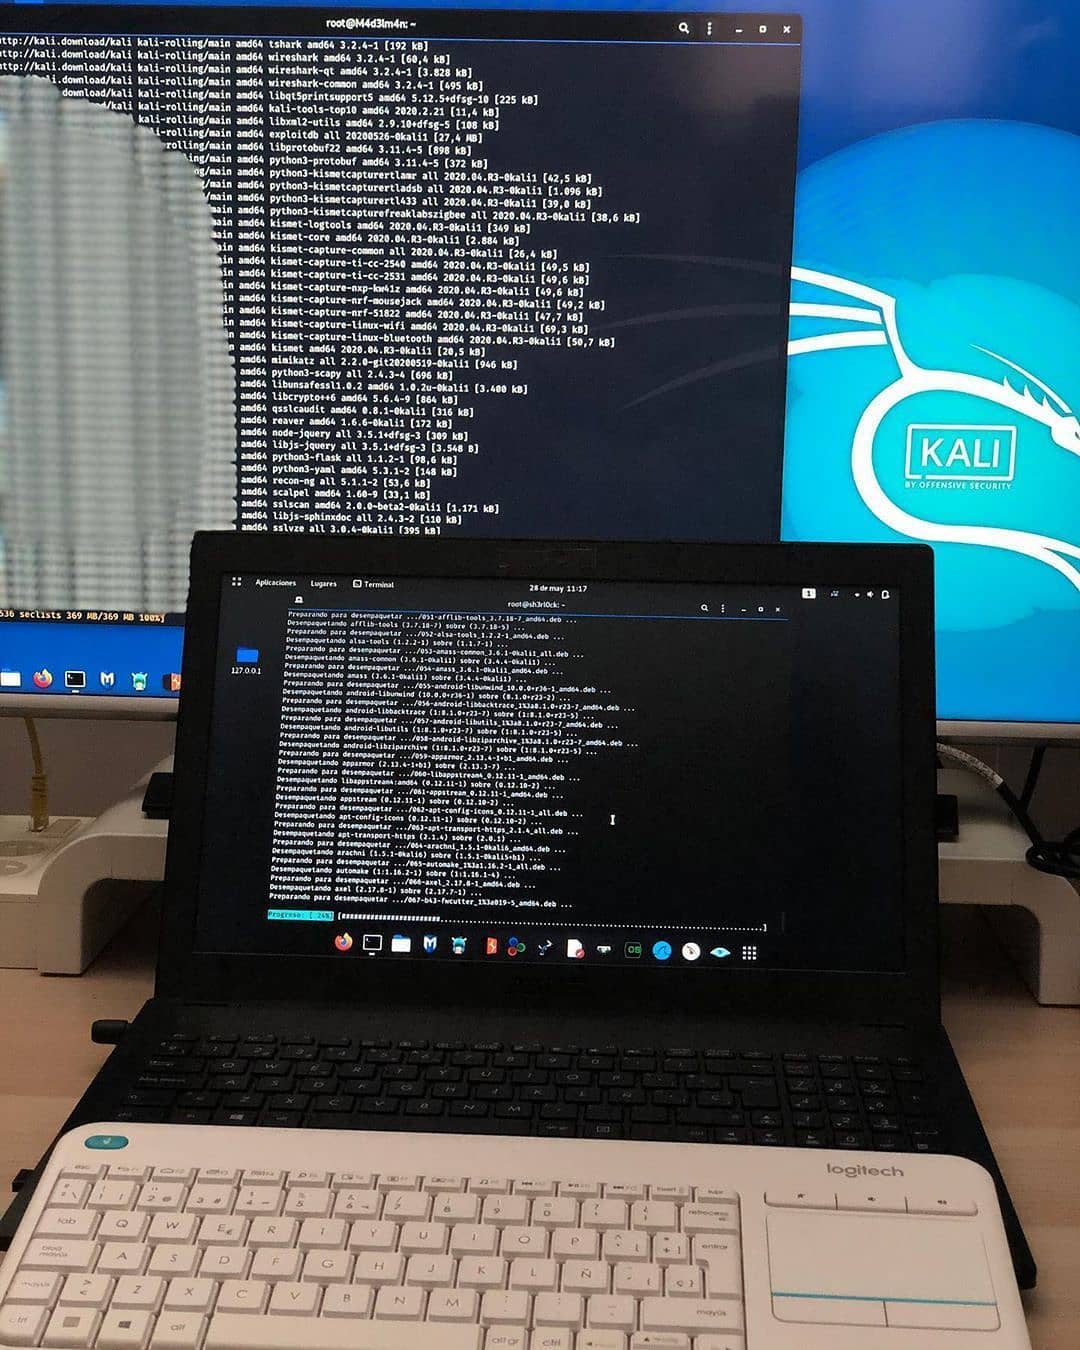 root@M4d3lm4n: ~
ttp://kali.download/kali kali-rolling/main amd64 tshark amd64 3.2.4-1 [192 kB]
ttp://kali.download/kali kali-rolling/main amd64 wireshark amd64 3.2.4-1 [60,4 kB]
ttp://kali.download/kali kali-rolling/main amd64 wireshark-qt amd64 3.2.4-1 [3.828 kB]
i.download/kali kali-rolling/main amd64 wireshark-common amd64 3.2.4-1 [495 kB]
download/kali kali-rolling/main amd64 libqt5printsupport5 amd64 5.12.5+dfsg-10 [225 kB]
/kali kali-rolling/main amd64 kali-tools-top10 amd64 2020.2.21 [11,4 kB]
kali-rolling/main amd64 libxml2-utils amd64 2.9.10+dfsg-5 [108 kB]
i-rolling/main amd64 exploitdb all 20200526-0kali1 [27,4 MB]
rolling/main amd64 libprotobuf22 amd64 3.11.4-5 [898 kB]
ing/main amd64 python3-protobuf amd64 3.11.4-5 [372 kB]
ng/main amd64 python3-kismetcapturertlamr all 2020.04.R3-0kali1 [42,5 kB]
/main amd64 python3-kismetcapturertladsb all 2020.04.R3-0kali1 [1.096 kB]
/main amd64 python3-kismetcapturertl433 all 2020.04.R3-0kali1 [39,0 kB]
main amd64 python3-kismetcapturefreaklabszigbee all 2020.04.R3-0kali1 [38,6 kB]
ain amd64 kismet-logtools amd64 2020.04.R3-0kali1 [349 kB]
ain amd64 kismet-core amd64 2020.04.R3-0kali1 [2.884 kB]
ain amd64 kismet-capture-common all 2020.04.R3-0kali1 [26,4 kB]
in amd64 kismet-capture-ti-cc-2540 amd64 2020.04.R3-0kali1 [49,5 kB]
in amd64 kismet-capture-ti-cc-2531 amd64 2020.04.R3-0kali1 [49,6 kB]
in amd64 kismet-capture-nxp-kw41z amd64 2020.04.R3-0kali1 [49,6 kB]
in amd64 kismet-capture-nrf-mousejack amd64 2020.04.R3-0kali1 [49,2 kB]
in amd64 kismet-capture-nrf-51822 amd64 2020.04.R3-0kali1 [47,7 kB]
in amd64 kismet-capture-linux-wifi amd64 2020.04.R3-0kali1 [69,3 kB]
n amd64 kismet-capture-linux-bluetooth amd64 2020.04.R3-0kali1 [50,7 kB]
n amd64 kismet amd64 2020.04.R3-0kali1 [20,5 kB]
amd64 mimikatz all 2.2.0-git20200519-0kali1 [946 kB]
amd64 python3-scapy all 2.4.3-4 [696 kB]
amd64 libunsafessl1.0.2 amd64 1.0.2u-0kali1 [3.400 kB]
amd64 libcrypto++6 amd64 5.6.4-9 [864 kB]
amd64 qsslcaudit amd64 0.8.1-0kali1 [316 kB]
amd64 reaver amd64 1.6.6-0kali1 [172 kB]
amd64 node-jquery all 3.5.1+dfsg-3 [309 kB]
amd64 libjs-jquery all 3.5.1+dfsg-3 [3.548 B]
amd64 python3-flask all 1.1.2-1 [98,6 kB]
amd64 python3-yaml amd64 5.3.1-2 [148 kB]
amd64 recon-ng all 5.1.1-2 [53,6 kB]
amd64 scalpel amd64 1.60-9 [33,1 kB]
amd64 sslscan amd64 2.0.0-beta2-0kali1 [1.171 kB]
amd64 libjs-sphinxdoc all 2.4.3-2 [110 kB]
amd64 sslyze all 3.0.4-0kali1 [395 kB]
536 seclists 369 MB/369 MB 100%]
KALI
BY OFFENSIVE SECURITY
Aplicaciones Lugares Terminal 28 de may 11:17 1
root@sh3rl0ck: ~
127.0.0.1
Preparando para desempaquetar .../051-afflib-tools_3.7.18-7_amd64.deb ...
Desempaquetando afflib-tools (3.7.18-7) sobre (3.7.18-5) ...
Preparando para desempaquetar .../052-alsa-tools_1.2.2-1_amd64.deb ...
Desempaquetando alsa-tools (1.2.2-1) sobre (1.1.7-1) ...
Preparando para desempaquetar .../053-amass-common_3.6.1-0kali1_all.deb ...
Desempaquetando amass-common (3.6.1-0kali1) sobre (3.4.4-0kali1) ...
Preparando para desempaquetar .../054-amass_3.6.1-0kali1_amd64.deb ...
Desempaquetando amass (3.6.1-0kali1) sobre (3.4.4-0kali1) ...
Preparando para desempaquetar .../055-android-libunwind_10.0.0+r36-1_amd64.deb ...
Desempaquetando android-libunwind (10.0.0+r36-1) sobre (8.1.0+r23-2) ...
Preparando para desempaquetar .../056-android-libbacktrace_1%3a8.1.0+r23-7_amd64.deb ...
Desempaquetando android-libbacktrace (1:8.1.0+r23-7) sobre (1:8.1.0+r23-5) ...
Preparando para desempaquetar .../057-android-libutils_1%3a8.1.0+r23-7_amd64.deb ...
Desempaquetando android-libutils (1:8.1.0+r23-7) sobre (1:8.1.0+r23-5) ...
Preparando para desempaquetar .../058-android-libziparchive_1%3a8.1.0+r23-7_amd64.deb ...
Desempaquetando android-libziparchive (1:8.1.0+r23-7) sobre (1:8.1.0+r23-5) ...
Preparando para desempaquetar .../059-apparmor_2.13.4-1+b1_amd64.deb ...
Desempaquetando apparmor (2.13.4-1+b1) sobre (2.13.3-7) ...
Preparando para desempaquetar .../060-libappstream4_0.12.11-1_amd64.deb ...
Desempaquetando libappstream4:amd64 (0.12.11-1) sobre (0.12.10-2) ...
Preparando para desempaquetar .../061-appstream_0.12.11-1_amd64.deb ...
Desempaquetando appstream (0.12.11-1) sobre (0.12.10-2) ...
Preparando para desempaquetar .../062-apt-config-icons_0.12.11-1_all.deb ...
Desempaquetando apt-config-icons (0.12.11-1) sobre (0.12.10-2) ...
Preparando para desempaquetar .../063-apt-transport-https_2.1.4_all.deb ...
Desempaquetando apt-transport-https (2.1.4) sobre (2.0.1) ...
Preparando para desempaquetar .../064-arachni_1.5.1-0kali6_amd64.deb ...
Desempaquetando arachni (1.5.1-0kali6) sobre (1.5.1-0kali5+b1) ...
Preparando para desempaquetar .../065-automake_1%3a1.16.2-1_all.deb ...
Desempaquetando automake (1:1.16.2-1) sobre (1:1.16.1-4) ...
Preparando para desempaquetar .../066-axel_2.17.8-1_amd64.deb ...
Desempaquetando axel (2.17.8-1) sobre (2.17.7-1) ...
Preparando para desempaquetar .../067-b43-fwcutter_1%3a019-5_amd64.deb ...
Progreso: [ 24%]
logitech
esc
tab Q W E € R T Y U I O P
bloq mayús A S D F G H J K L Ñ
entrar
mayús Z X C V B N M mayús
ctrl alt alt gr ctrl